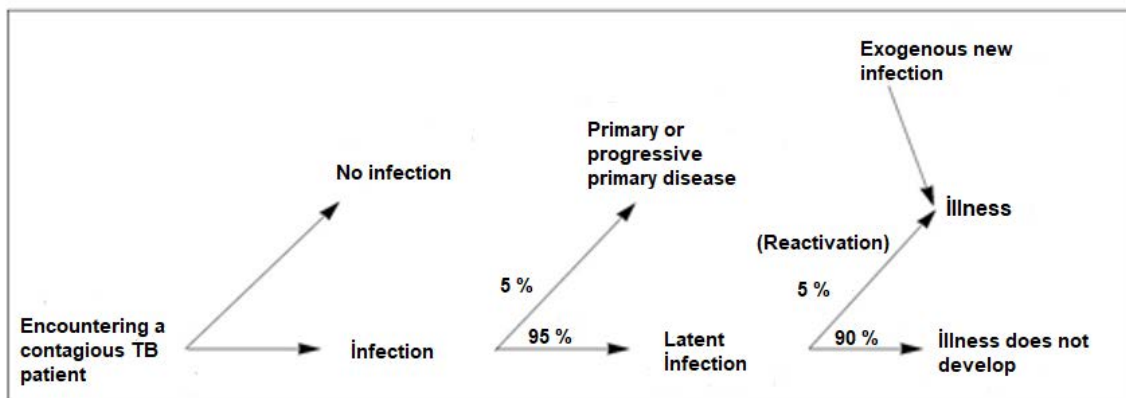 Exogenous new
infection
Primary or
progressive
primary disease
No infection
İllness
(Reactivation)
5 %
5 %
Encountering a
contagious TB
patient
İnfection
95 %
Latent
İnfection
90 %
İllness does not
develop